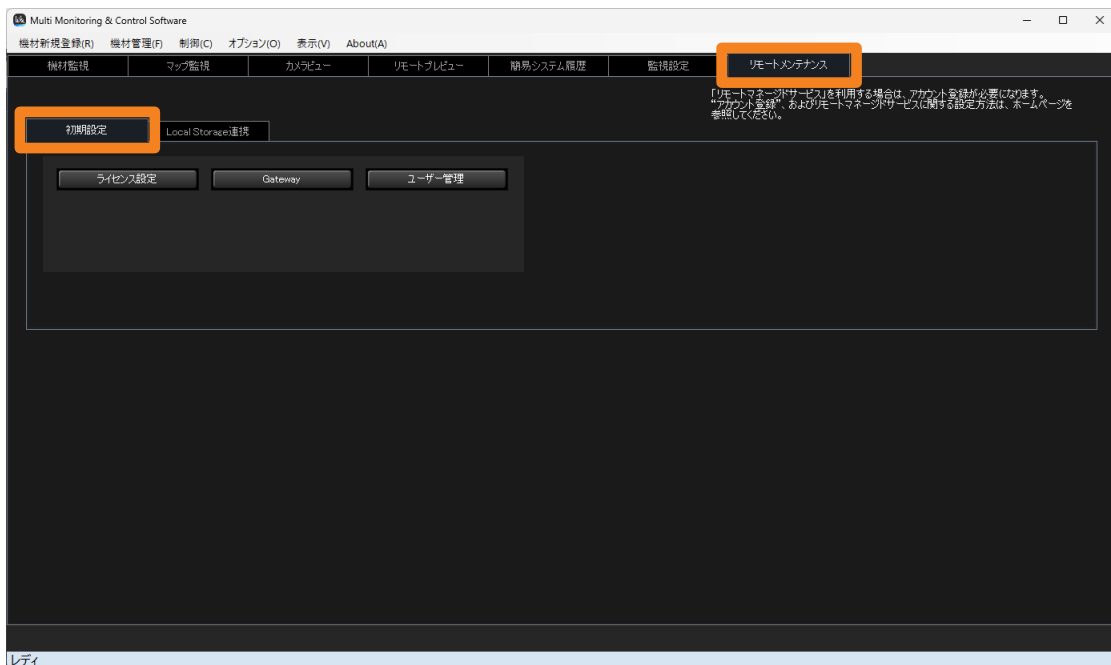 Multi Monitoring & Control Software
機材新規登録(R) 機材管理(F) 制御(C) オプション(O) 表示(V) About(A)
機材監視 マップ監視 カメラビュー リモートプレビュー 簡易システム履歴 監視設定 リモートメンテナンス
「リモートマネージドサービス」を利用する場合は、アカウント登録が必要になります。
“アカウント登録”、およびリモートマネージドサービスに関する設定方法は、ホームページを
参照してください。
初期設定 Local Storage連携
ライセンス設定 Gateway ユーザー管理
レディ